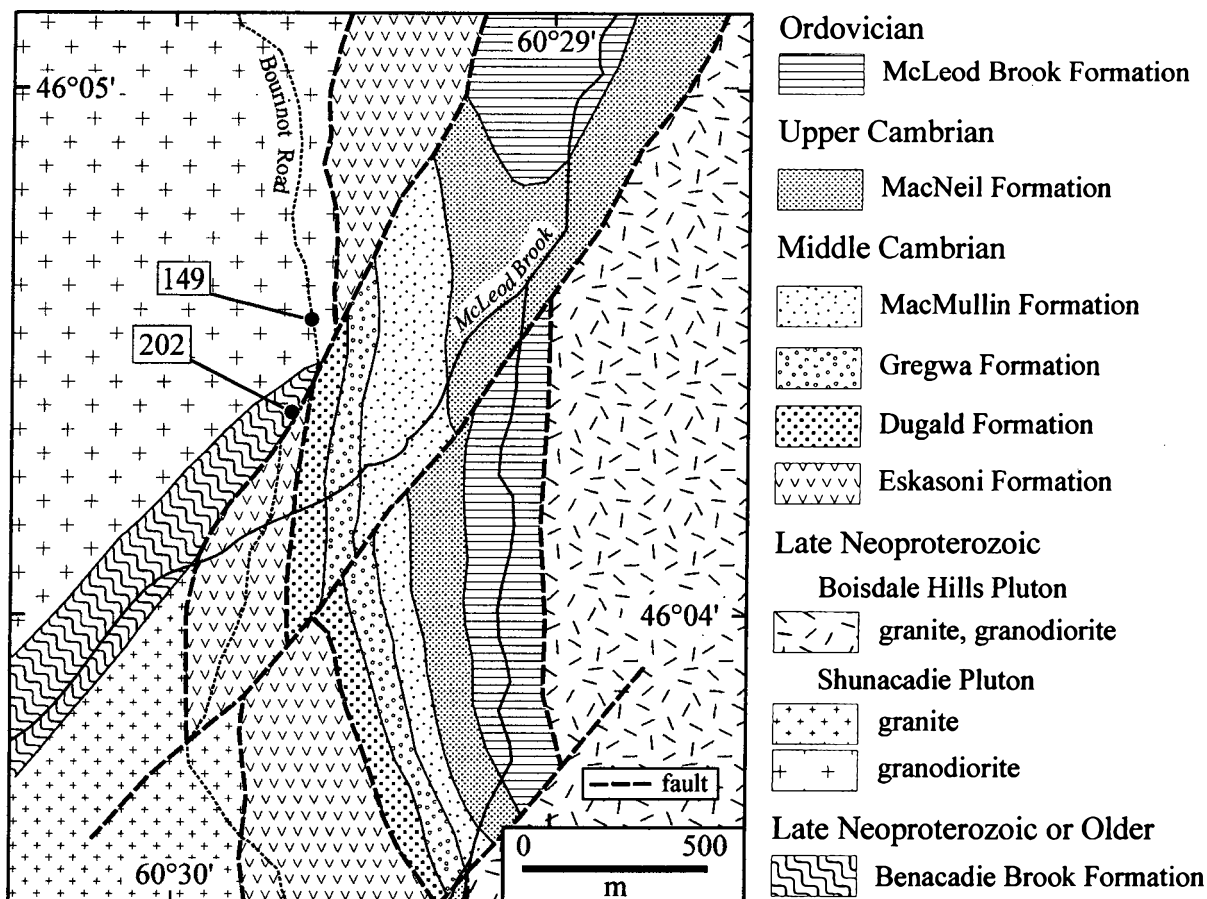 60°29'
46°05'
Bourinot Road
McLeod Brook
149
202
46°04'
60°30'
fault
0 500
m
Ordovician
McLeod Brook Formation
Upper Cambrian
MacNeil Formation
Middle Cambrian
MacMullin Formation
Gregwa Formation
Dugald Formation
Eskasoni Formation
Late Neoproterozoic
Boisdale Hills Pluton
granite, granodiorite
Shunacadie Pluton
granite
granodiorite
Late Neoproterozoic or Older
Benacadie Brook Formation